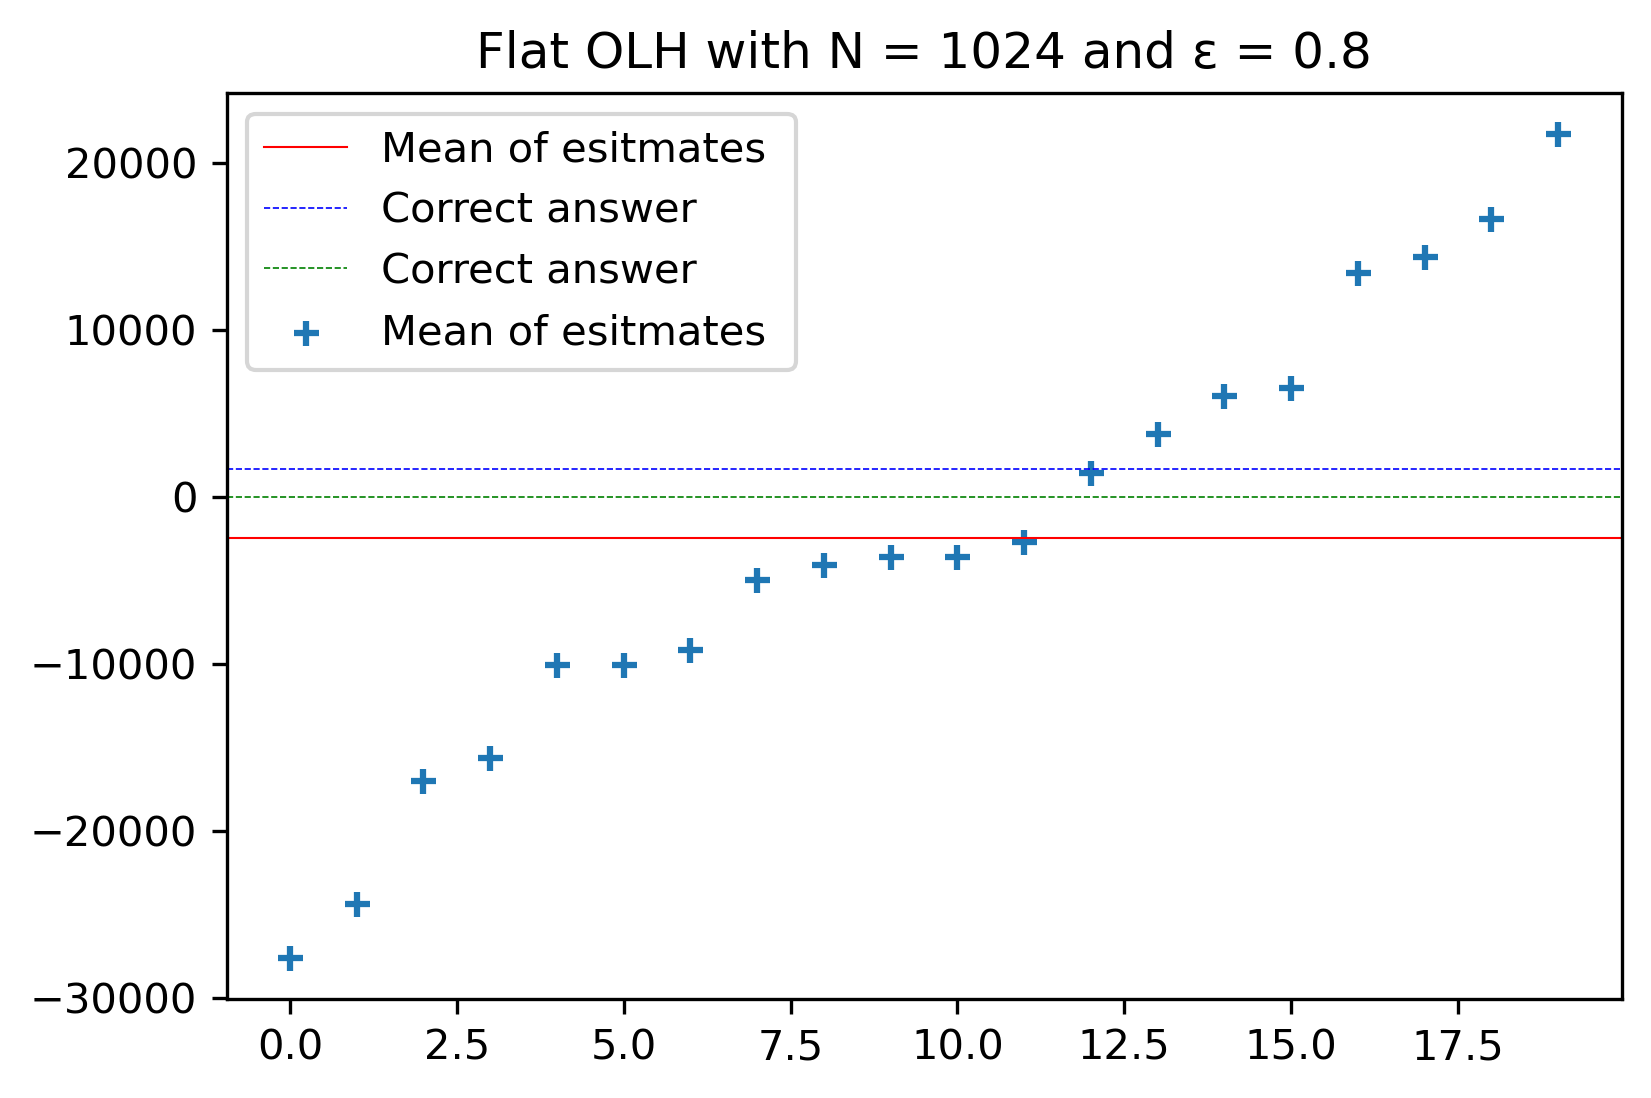 Flat OLH with N = 1024 and ε = 0.8
Mean of esitmates
Correct answer
Correct answer
Mean of esitmates
20000
10000
0
−10000
−20000
−30000
0.0 2.5 5.0 7.5 10.0 12.5 15.0 17.5